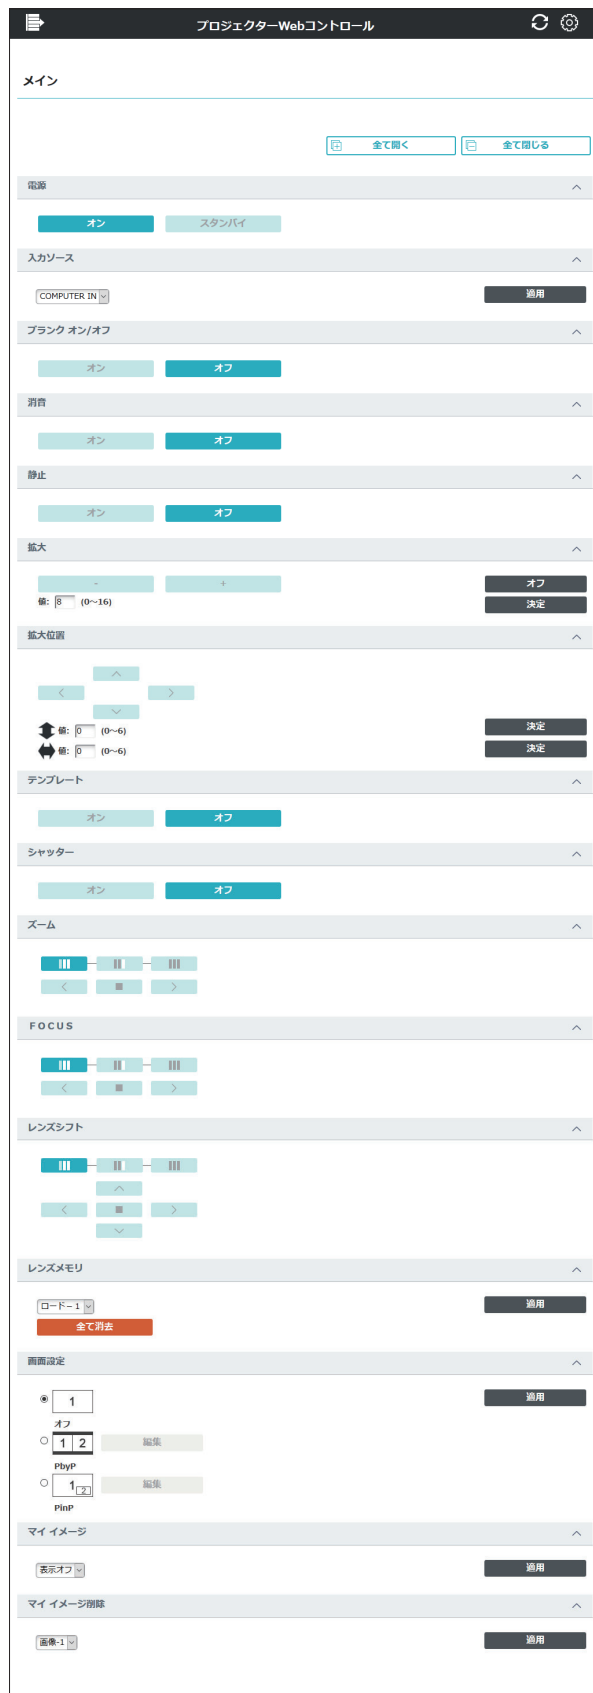 プロジェクターWebコントロール
メイン
全て開く 全て閉じる
電源
オン スタンバイ
入力ソース
COMPUTER IN 適用
ブランク オン/オフ
オン オフ
消音
オン オフ
静止
オン オフ
拡大
- + オフ
値: 8 (0～16) 決定
拡大位置
値: 0 (0～6) 決定
値: 0 (0～6) 決定
テンプレート
オン オフ
シャッター
オン オフ
ズーム
FOCUS
レンズシフト
レンズメモリ
ロード－1 適用
全て消去
画面設定
1 適用
オフ
1 2 編集
PbyP
1 2 編集
PinP
マイ イメージ
表示オフ 適用
マイ イメージ削除
画像-1 適用